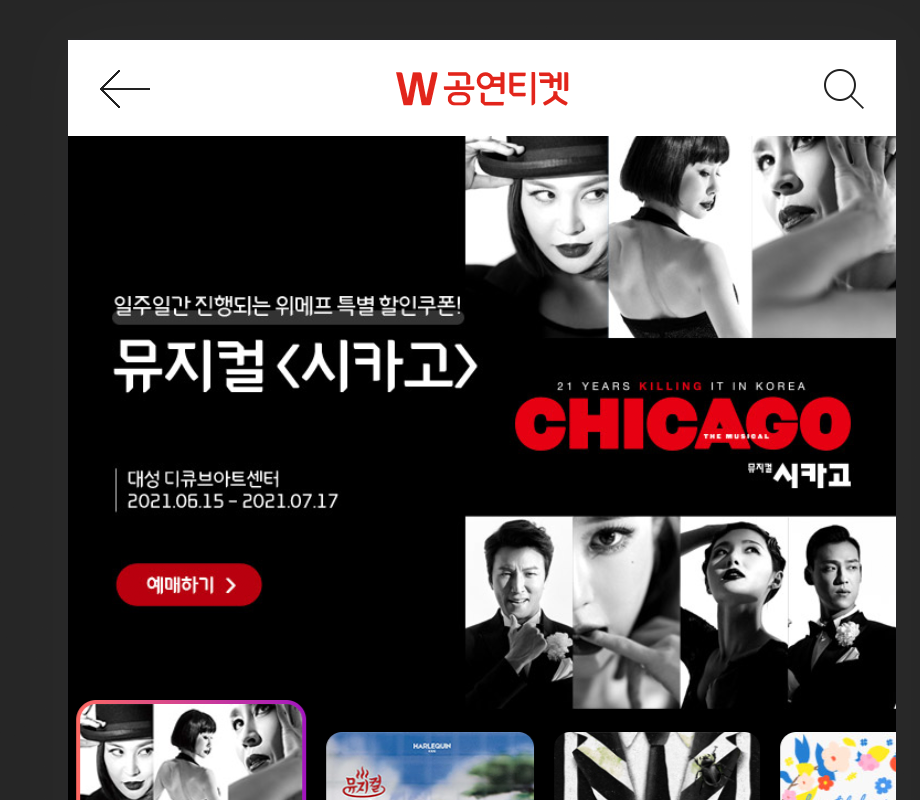 W 공연티켓
일주일간 진행되는 위메프 특별 할인쿠폰!
뮤지컬 〈시카고〉
21 YEARS KILLING IT IN KOREA
CHICAGO
THE MUSICAL
뮤지컬 시카고
대성 디큐브아트센터
2021.06.15 - 2021.07.17
예매하기
HARLEQUIN
뮤지컬